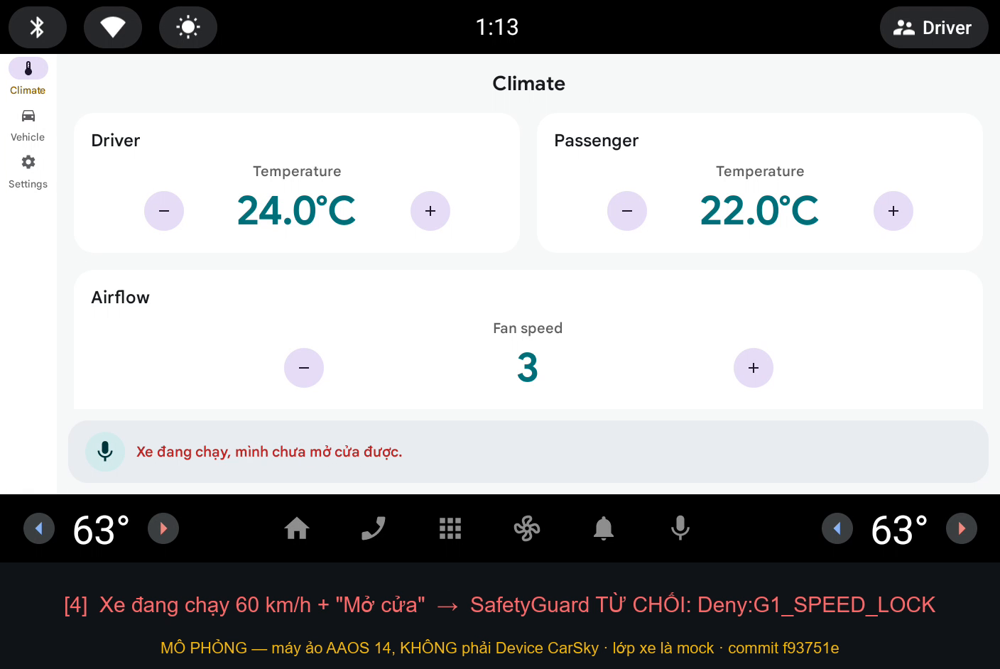 1:13
Driver
Climate
Vehicle
Settings
Climate
Driver
Temperature
24.0°C
Passenger
Temperature
22.0°C
Airflow
Fan speed
3
Xe đang chạy, mình chưa mở cửa được.
63°
63°
[4] Xe đang chạy 60 km/h + "Mở cửa" → SafetyGuard TỪ CHỐI: Deny:G1_SPEED_LOCK
MÔ PHỎNG — máy ảo AAOS 14, KHÔNG phải Device CarSky · lớp xe là mock · commit f93751e